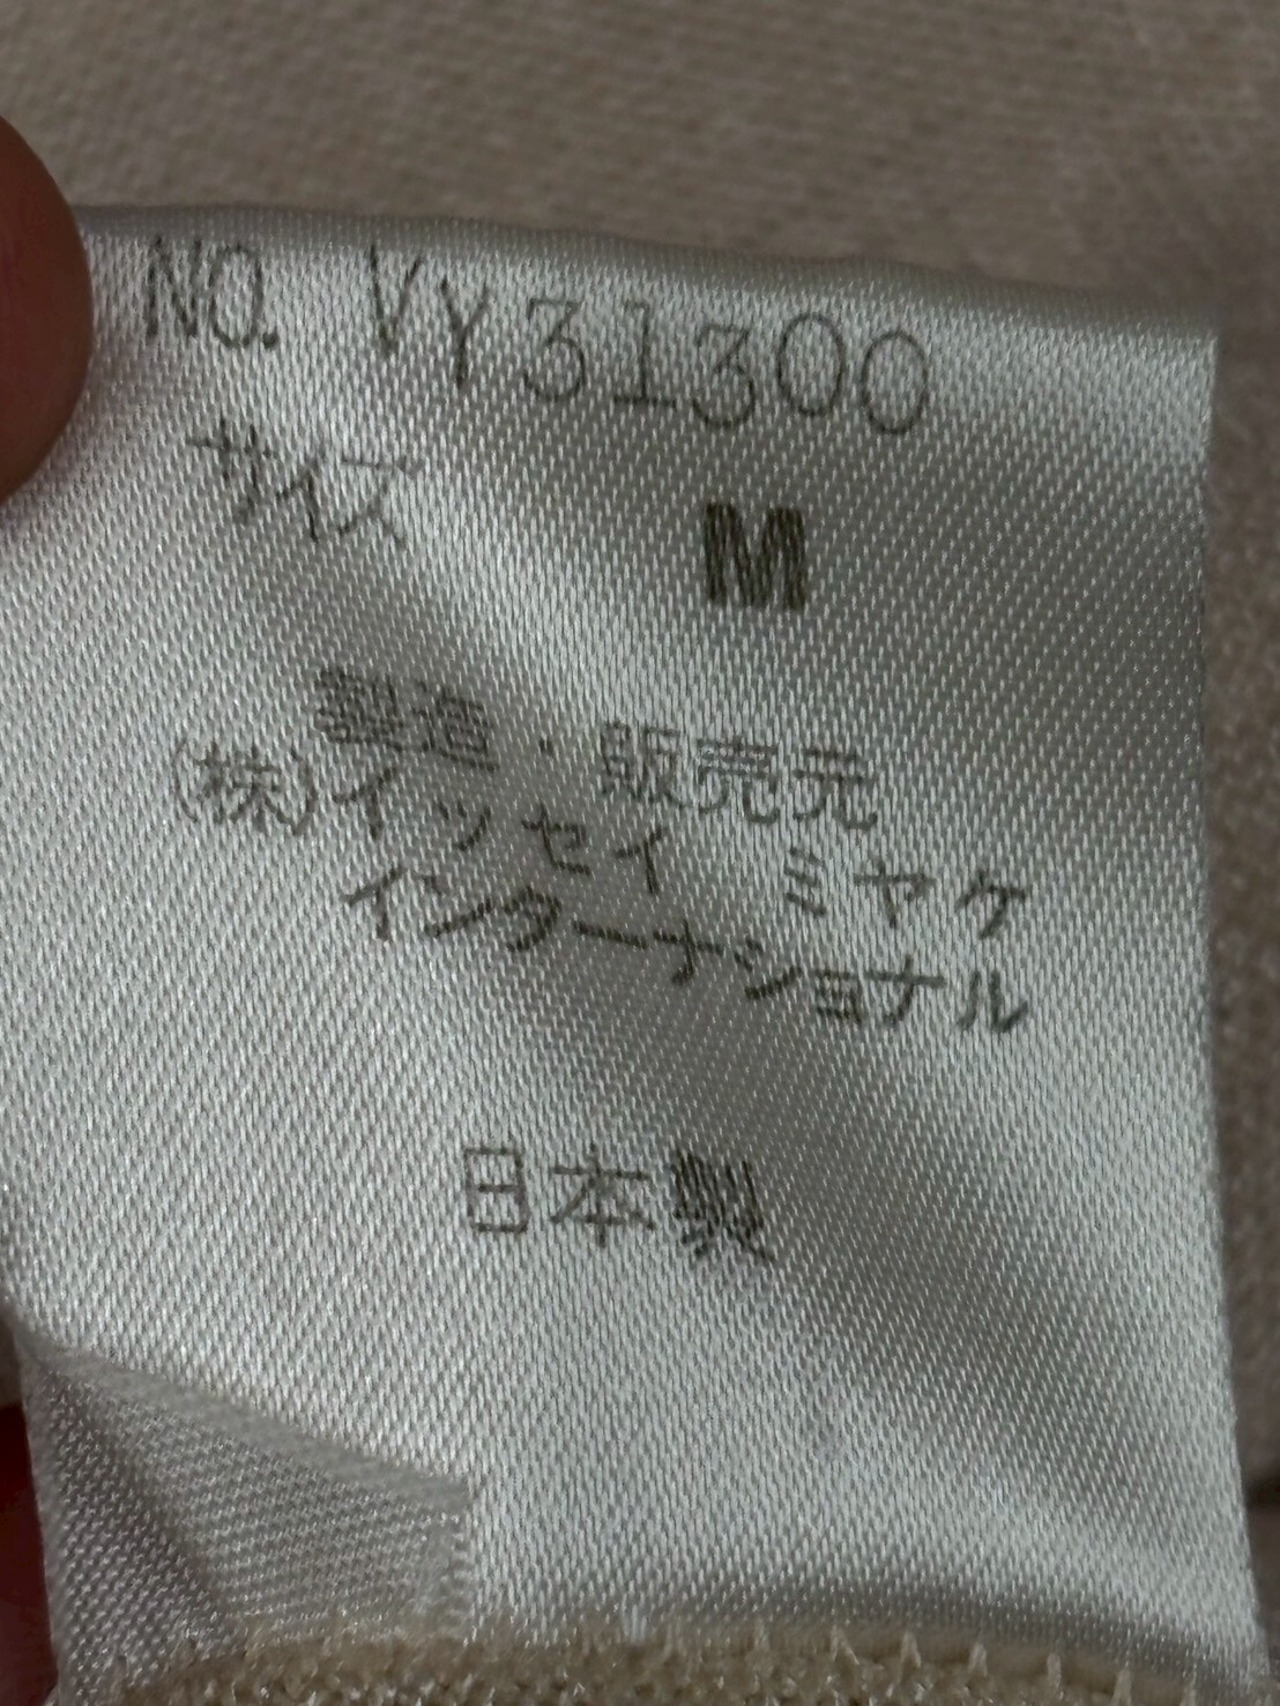 NO. VY31300
サイズ M
製造・販売元
(株)イッセイ ミヤケ
インターナショナル
日本製